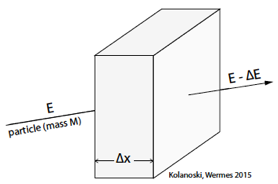 E
particle (mass M)
E - ΔE
Δx
Kolanoski, Wermes 2015